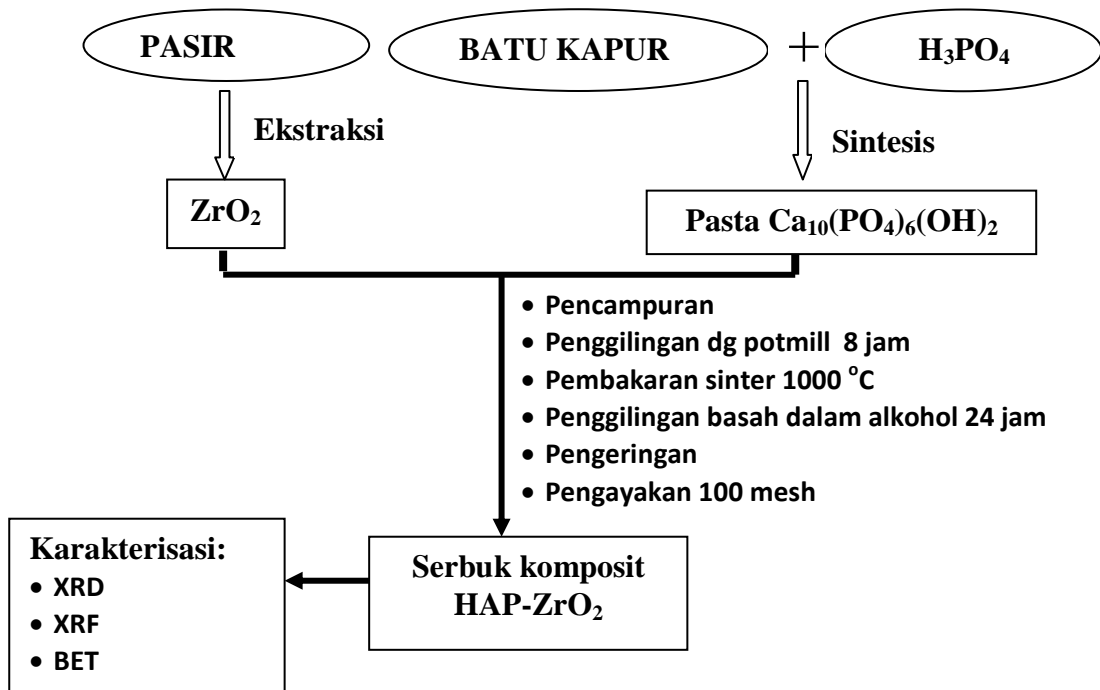 PASIR
BATU KAPUR
+
H₃PO₄
Ekstraksi
Sintesis
ZrO₂
Pasta Ca₁₀(PO₄)₆(OH)₂
• Pencampuran
• Penggilingan dg potmill 8 jam
• Pembakaran sinter 1000 °C
• Penggilingan basah dalam alkohol 24 jam
• Pengeringan
• Pengayakan 100 mesh
Karakterisasi:
• XRD
• XRF
• BET
Serbuk komposit
HAP-ZrO₂